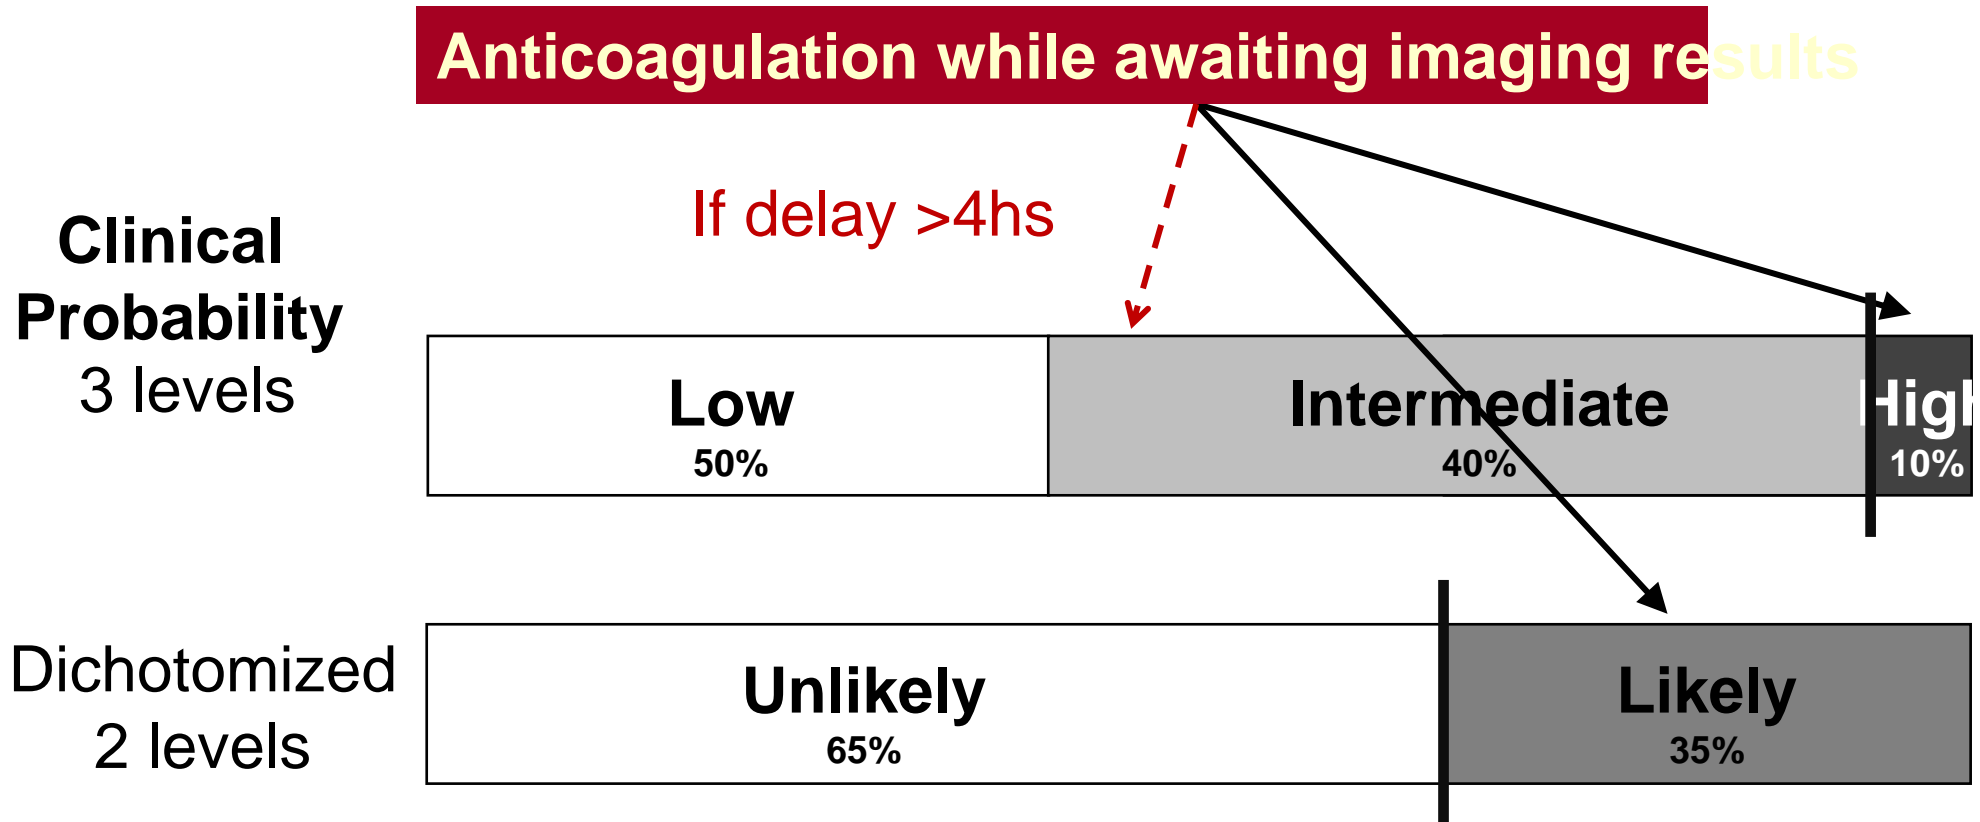 Anticoagulation while awaiting imaging results
If delay >4hs
Clinical
Probability
3 levels
Low
50%
Intermediate
40%
High
10%
Dichotomized
2 levels
Unlikely
65%
Likely
35%